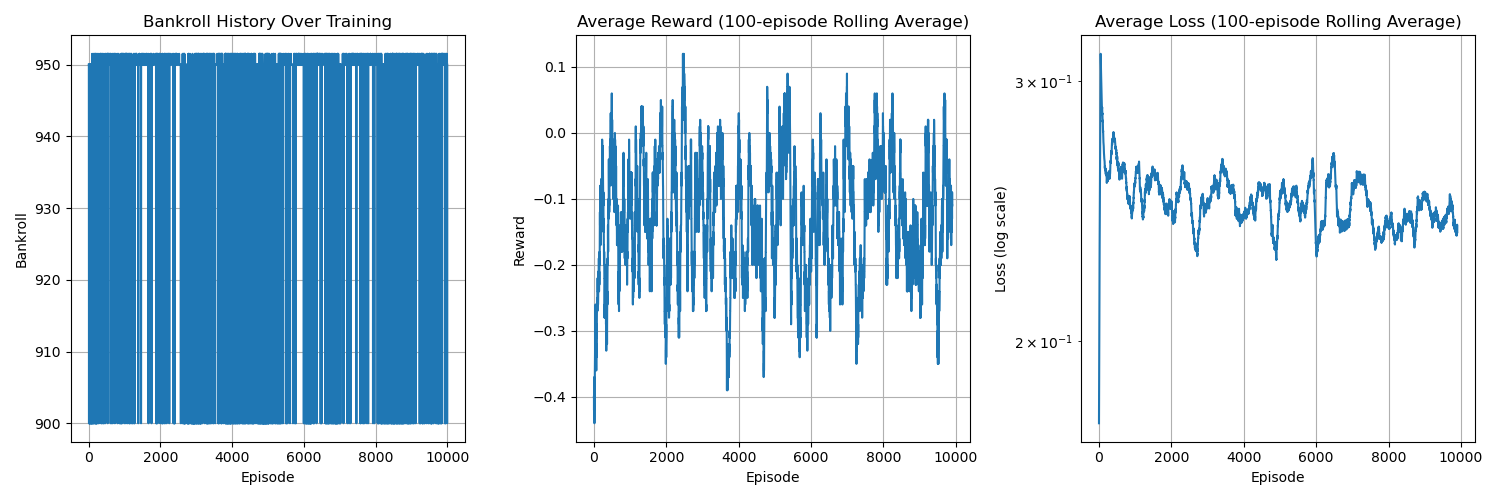 Bankroll History Over Training
Bankroll
950
940
930
920
910
900
0 2000 4000 6000 8000 10000
Episode
Average Reward (100-episode Rolling Average)
Reward
0.1
0.0
−0.1
−0.2
−0.3
−0.4
0 2000 4000 6000 8000 10000
Episode
Average Loss (100-episode Rolling Average)
Loss (log scale)
3 × 10⁻¹
2 × 10⁻¹
0 2000 4000 6000 8000 10000
Episode